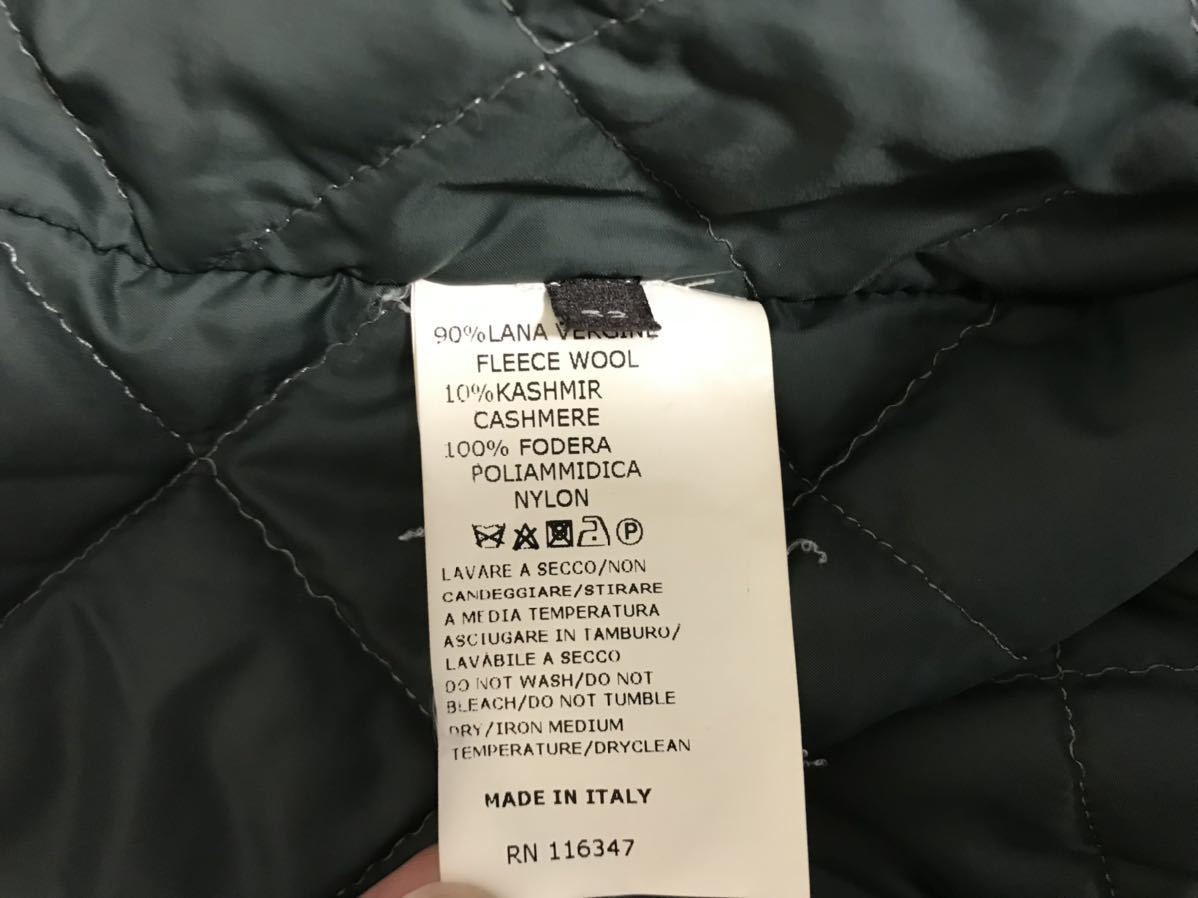 90%LANA VERGINE
FLEECE WOOL
10%KASHMIR
CASHMERE
100% FODERA
POLIAMMIDICA
NYLON
P
LAVARE A SECCO/NON
CANDEGGIARE/STIRARE
A MEDIA TEMPERATURA
ASCIUGARE IN TAMBURO/
LAVABILE A SECCO
DO NOT WASH/DO NOT
BLEACH/DO NOT TUMBLE
DRY/IRON MEDIUM
TEMPERATURE/DRYCLEAN
MADE IN ITALY
RN 116347